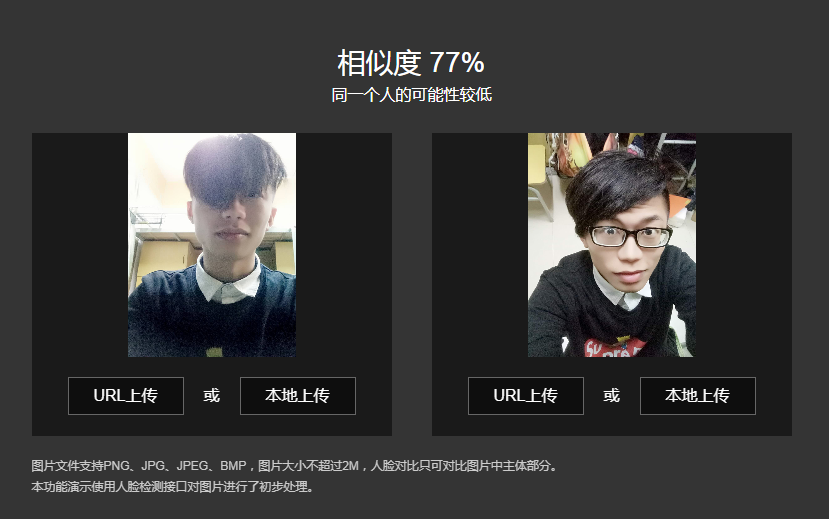 相似度 77%
同一个人的可能性较低
URL上传 或 本地上传
URL上传 或 本地上传
图片文件支持PNG、JPG、JPEG、BMP，图片大小不超过2M，人脸对比只可对比图片中主体部分。
本功能演示使用人脸检测接口对图片进行了初步处理。